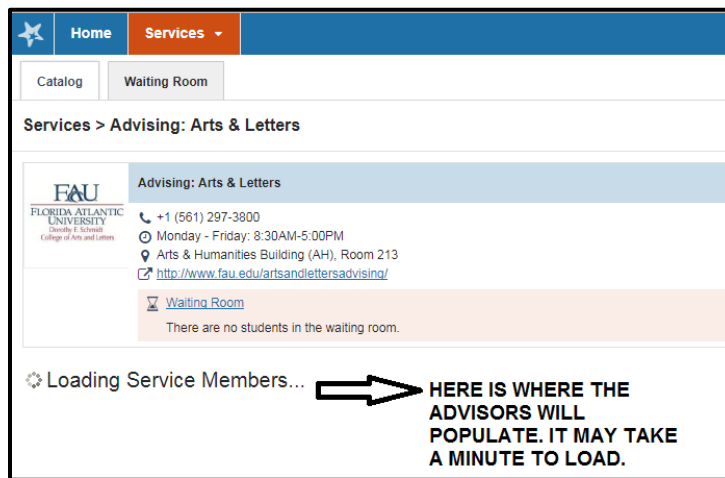 Home Services
Catalog Waiting Room
Services > Advising: Arts & Letters
FAU
FLORIDA ATLANTIC
UNIVERSITY
Dorothy F. Schmidt
College of Arts and Letters
Advising: Arts & Letters
+1 (561) 297-3800
Monday - Friday: 8:30AM-5:00PM
Arts & Humanities Building (AH), Room 213
http://www.fau.edu/artsandlettersadvising/
Waiting Room
There are no students in the waiting room.
Loading Service Members...
HERE IS WHERE THE
ADVISORS WILL
POPULATE. IT MAY TAKE
A MINUTE TO LOAD.